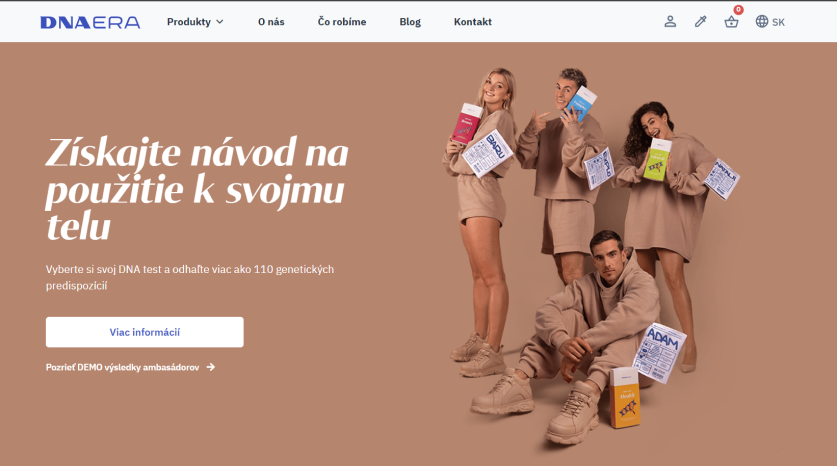 DNAERA
Produkty
O nás
Čo robíme
Blog
Kontakt
0
SK
Získajte návod na
použitie k svojmu
telu
Vyberte si svoj DNA test a odhaľte viac ako 110 genetických
predispozícií
Viac informácií
Pozrieť DEMO výsledky ambasádorov
BARU
ADAM
Health